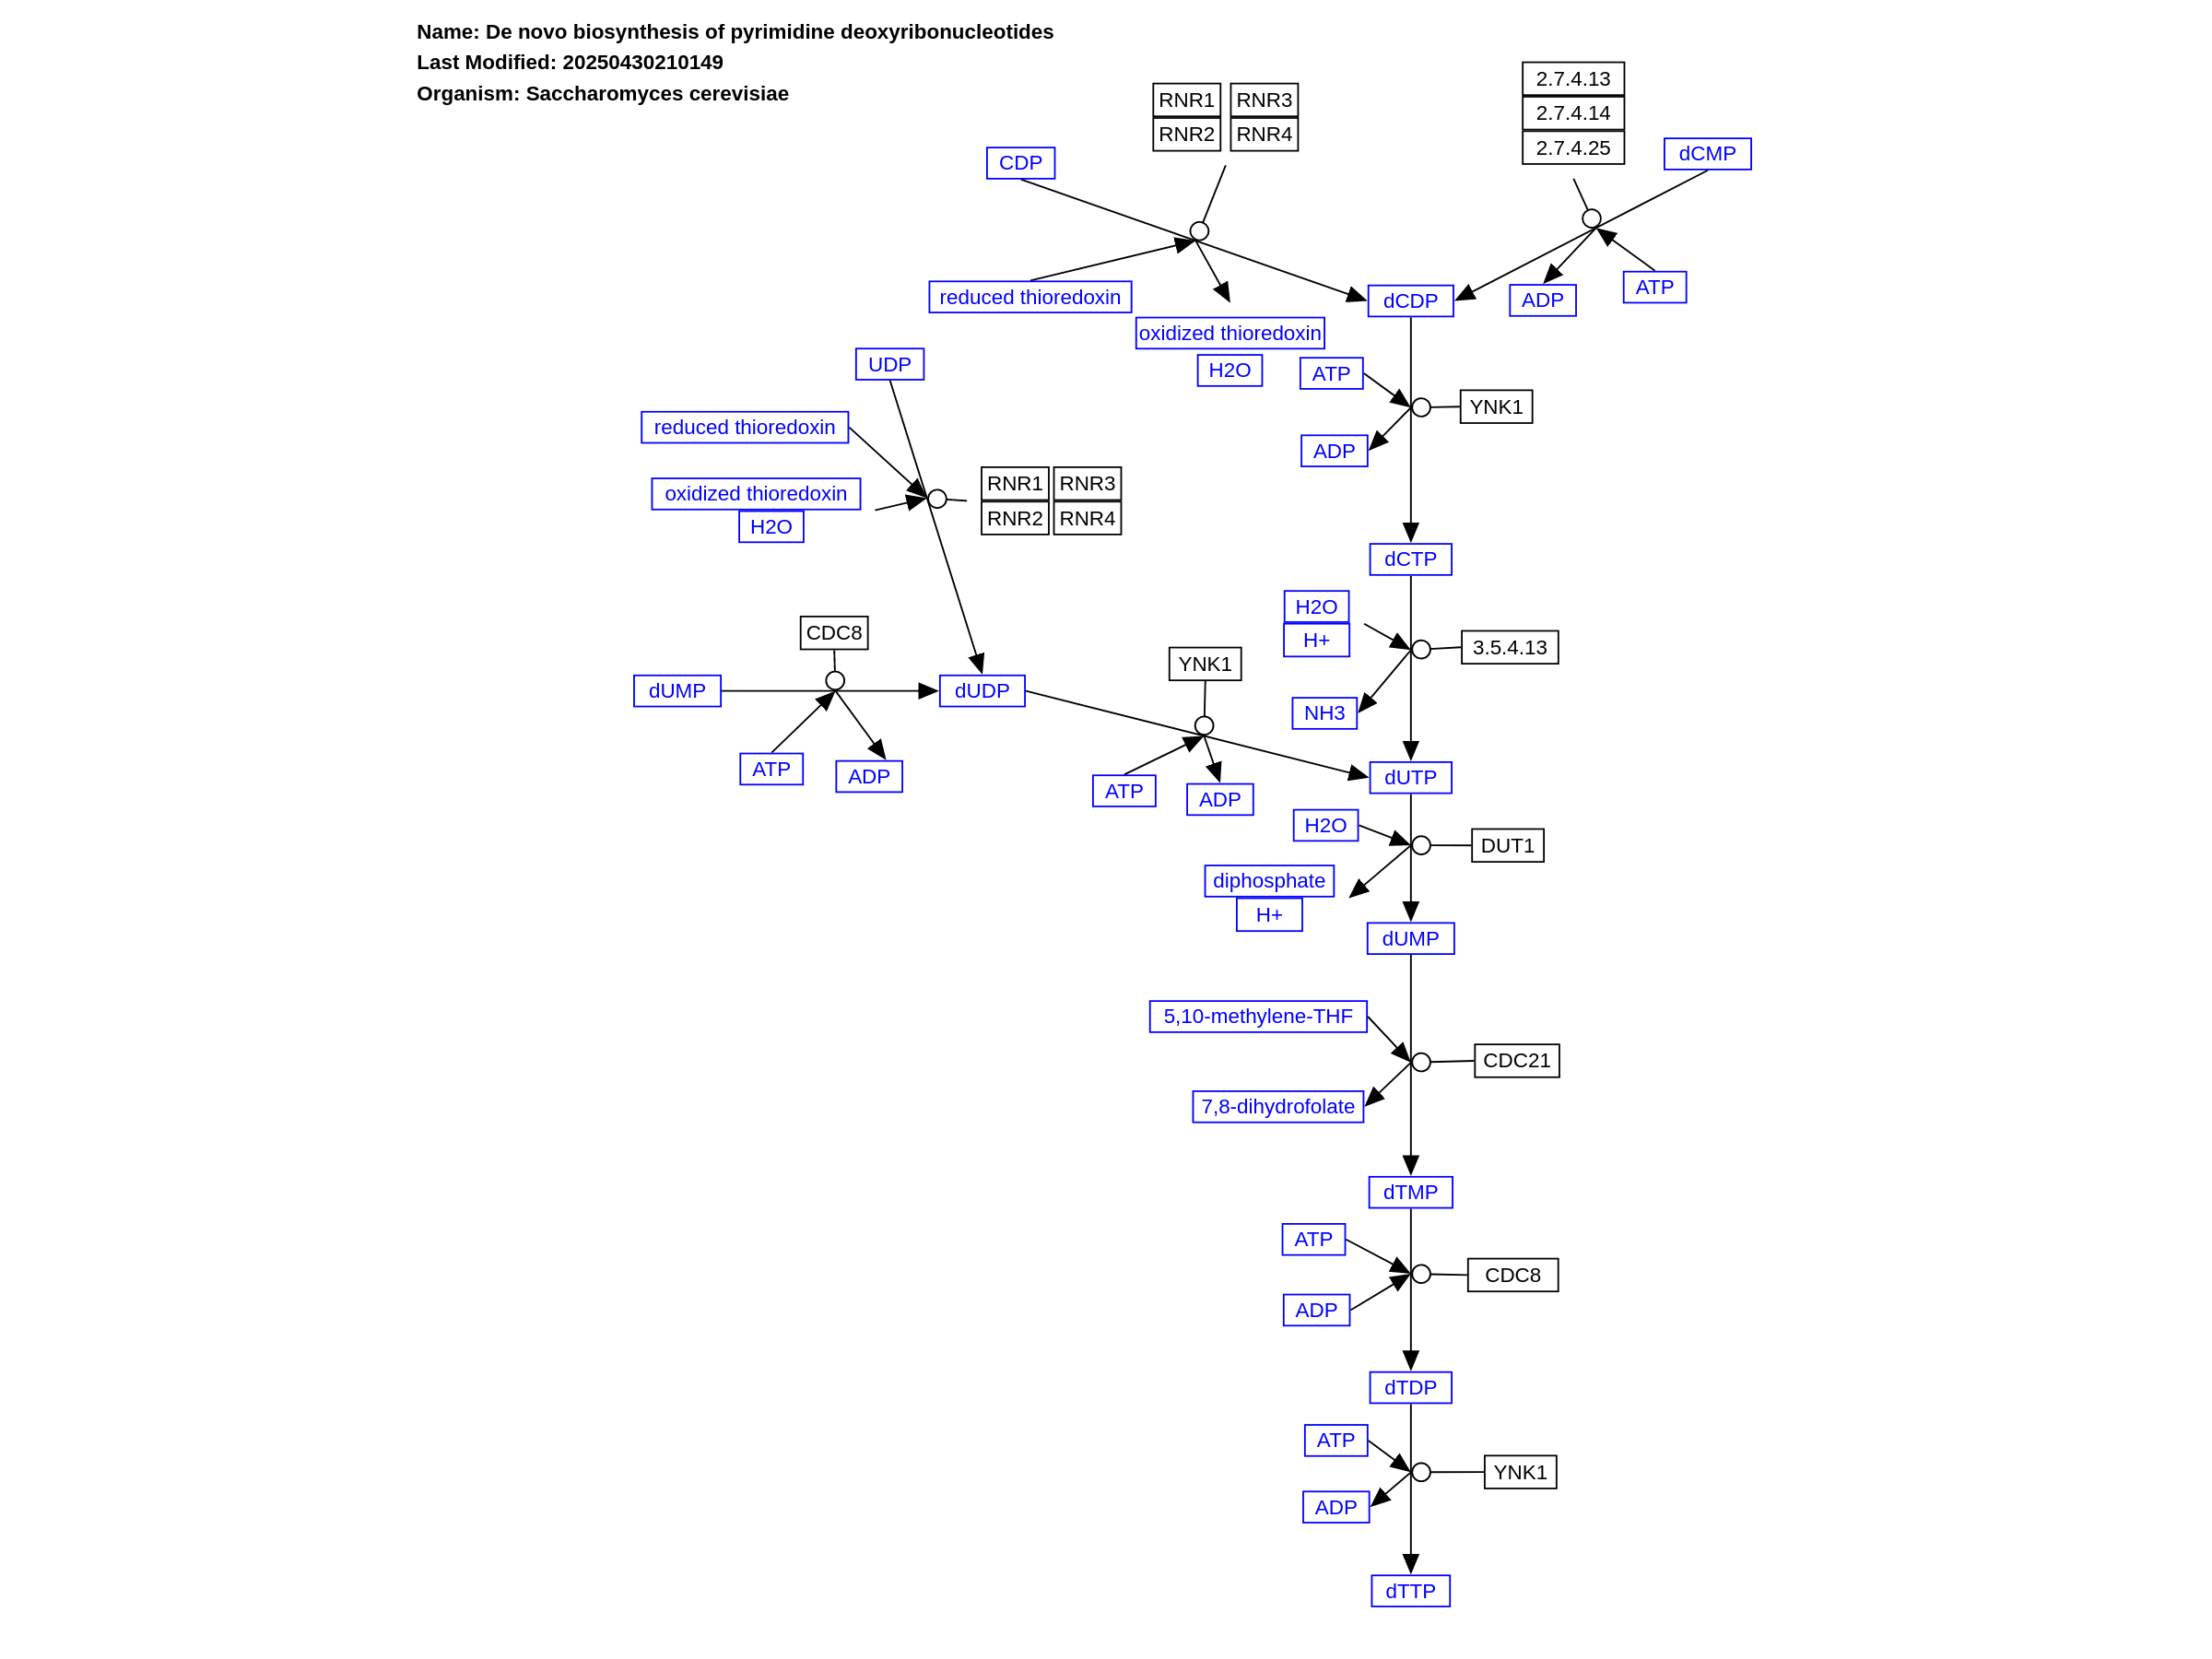 Name: De novo biosynthesis of pyrimidine deoxyribonucleotides
Last Modified: 20250430210149
Organism: Saccharomyces cerevisiae
2.7.4.13
RNR1 RNR3
2.7.4.14
RNR2 RNR4
2.7.4.25
dCMP
CDP
ATP
reduced thioredoxin
dCDP
ADP
oxidized thioredoxin
UDP
H2O
ATP
YNK1
reduced thioredoxin
ADP
RNR1 RNR3
oxidized thioredoxin
RNR2 RNR4
H2O
dCTP
H2O
CDC8
H+
3.5.4.13
YNK1
dUMP
dUDP
NH3
ATP
ADP
dUTP
ATP
ADP
H2O
DUT1
diphosphate
H+
dUMP
5,10-methylene-THF
CDC21
7,8-dihydrofolate
dTMP
ATP
CDC8
ADP
dTDP
ATP
YNK1
ADP
dTTP